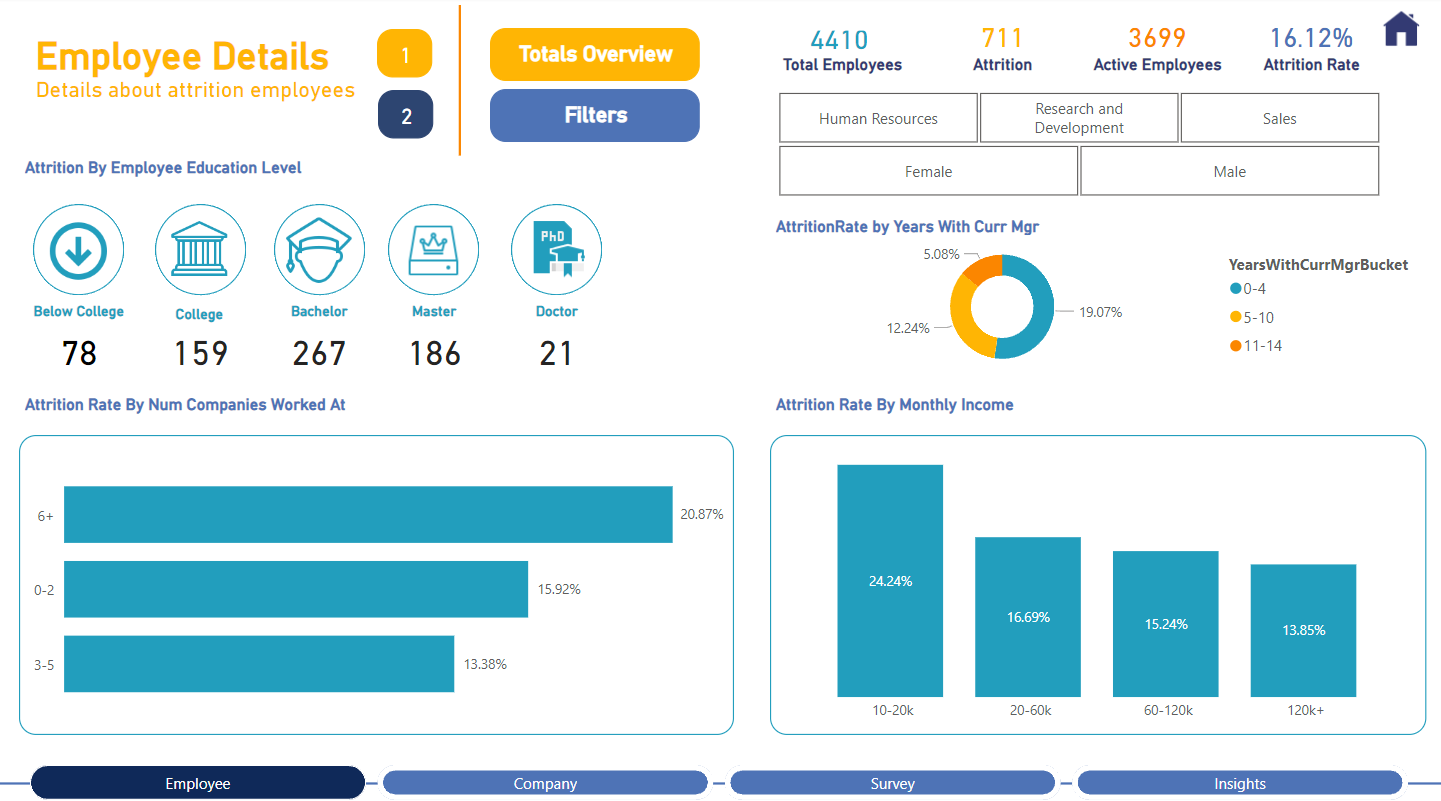 Employee Details
Details about attrition employees
1
2
Totals Overview
Filters
4410
Total Employees
711
Attrition
3699
Active Employees
16.12%
Attrition Rate
Human Resources
Research and
Development
Sales
Female
Male
Attrition By Employee Education Level
PhD
Below College
College
Bachelor
Master
Doctor
78
159
267
186
21
AttritionRate by Years With Curr Mgr
5.08%
12.24%
19.07%
YearsWithCurrMgrBucket
0-4
5-10
11-14
Attrition Rate By Num Companies Worked At
6+
20.87%
0-2
15.92%
3-5
13.38%
Attrition Rate By Monthly Income
24.24%
16.69%
15.24%
13.85%
10-20k
20-60k
60-120k
120k+
Employee
Company
Survey
Insights